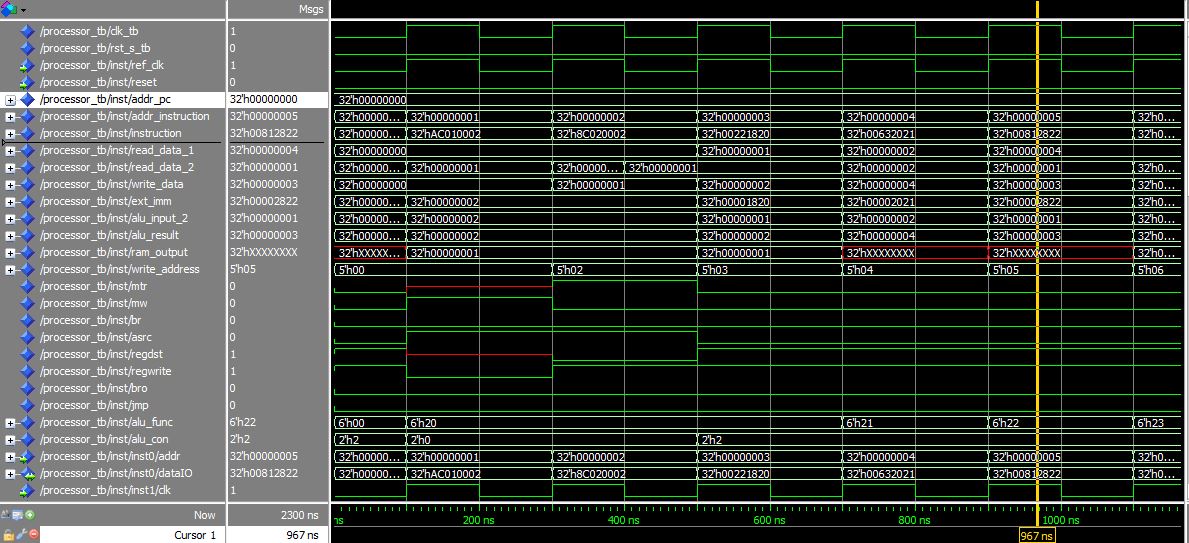 Msgs
/processor_tb/clk_tb 1
/processor_tb/rst_s_tb 0
/processor_tb/inst/ref_clk 1
/processor_tb/inst/reset 0
/processor_tb/inst/addr_pc 32'h00000000 32'h00000000
/processor_tb/inst/addr_instruction 32'h00000005 32'h00000... 32'h00000001 32'h00000002 32'h00000003 32'h00000004 32'h00000005 32'h0...
/processor_tb/inst/instruction 32'h00812822 32'h00000... 32'hAC010002 32'h8C020002 32'h00221820 32'h00632021 32'h00812822 32'h0...
/processor_tb/inst/read_data_1 32'h00000004 32'h00000000 32'h00000001 32'h00000002 32'h00000004
/processor_tb/inst/read_data_2 32'h00000001 32'h00000... 32'h00000001 32'h00000... 32'h00000001 32'h00000002 32'h00000001 32'h0...
/processor_tb/inst/write_data 32'h00000003 32'h00000000 32'h00000001 32'h00000002 32'h00000004 32'h00000003 32'h0...
/processor_tb/inst/ext_imm 32'h00002822 32'h00000... 32'h00000002 32'h00001820 32'h00002021 32'h00002822 32'h0...
/processor_tb/inst/alu_input_2 32'h00000001 32'h00000... 32'h00000002 32'h00000001 32'h00000002 32'h00000001 32'h0...
/processor_tb/inst/alu_result 32'h00000003 32'h00000... 32'h00000002 32'h00000002 32'h00000004 32'h00000003 32'h0...
/processor_tb/inst/ram_output 32'hXXXXXXXX 32'hXXXXX... 32'h00000001 32'h00000001 32'hXXXXXXXX 32'hXXXXXXXX 32'h0...
/processor_tb/inst/write_address 5'h05 5'h00 5'h02 5'h03 5'h04 5'h05 5'h06
/processor_tb/inst/mtr 0
/processor_tb/inst/mw 0
/processor_tb/inst/br 0
/processor_tb/inst/asrc 0
/processor_tb/inst/regdst 1
/processor_tb/inst/regwrite 1
/processor_tb/inst/bro 0
/processor_tb/inst/jmp 0
/processor_tb/inst/alu_func 6'h22 6'h00 6'h20 6'h21 6'h22 6'h23
/processor_tb/inst/alu_con 2'h2 2'h2 2'h0 2'h2
/processor_tb/inst/inst0/addr 32'h00000005 32'h00000... 32'h00000001 32'h00000002 32'h00000003 32'h00000004 32'h00000005 32'h0...
/processor_tb/inst/inst0/dataIO 32'h00812822 32'h00000... 32'hAC010002 32'h8C020002 32'h00221820 32'h00632021 32'h00812822 32'h0...
/processor_tb/inst/inst1/clk 1
Now 2300 ns ns 200 ns 400 ns 600 ns 800 ns 1000 ns
Cursor 1 967 ns 967 ns